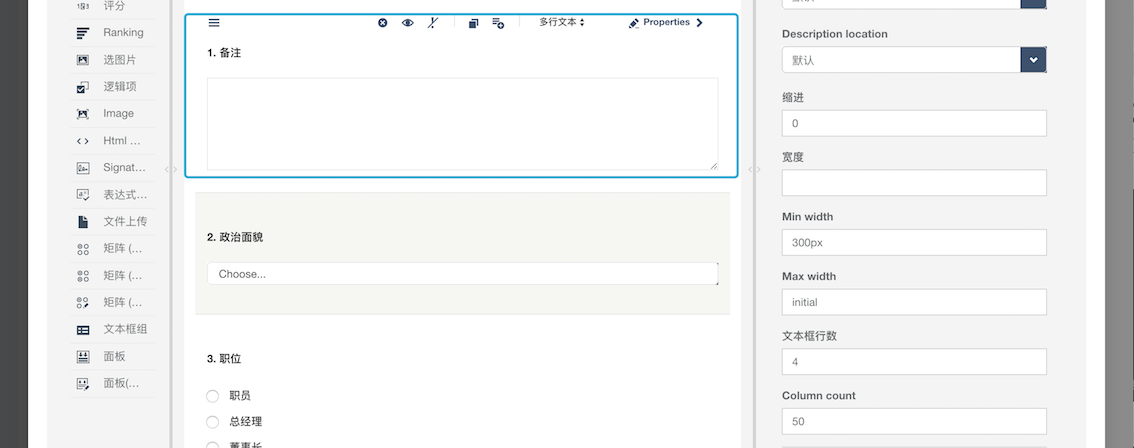 评分
Ranking
选图片
逻辑项
Image
Html ...
Signat...
表达式...
文件上传
矩阵 (...
矩阵 (...
矩阵 (...
文本框组
面板
面板(...
多行文本
Properties
1. 备注
2. 政治面貌
Choose...
3. 职位
职员
总经理
董事长
默认
Description location
默认
缩进
0
宽度
Min width
300px
Max width
initial
文本框行数
4
Column count
50